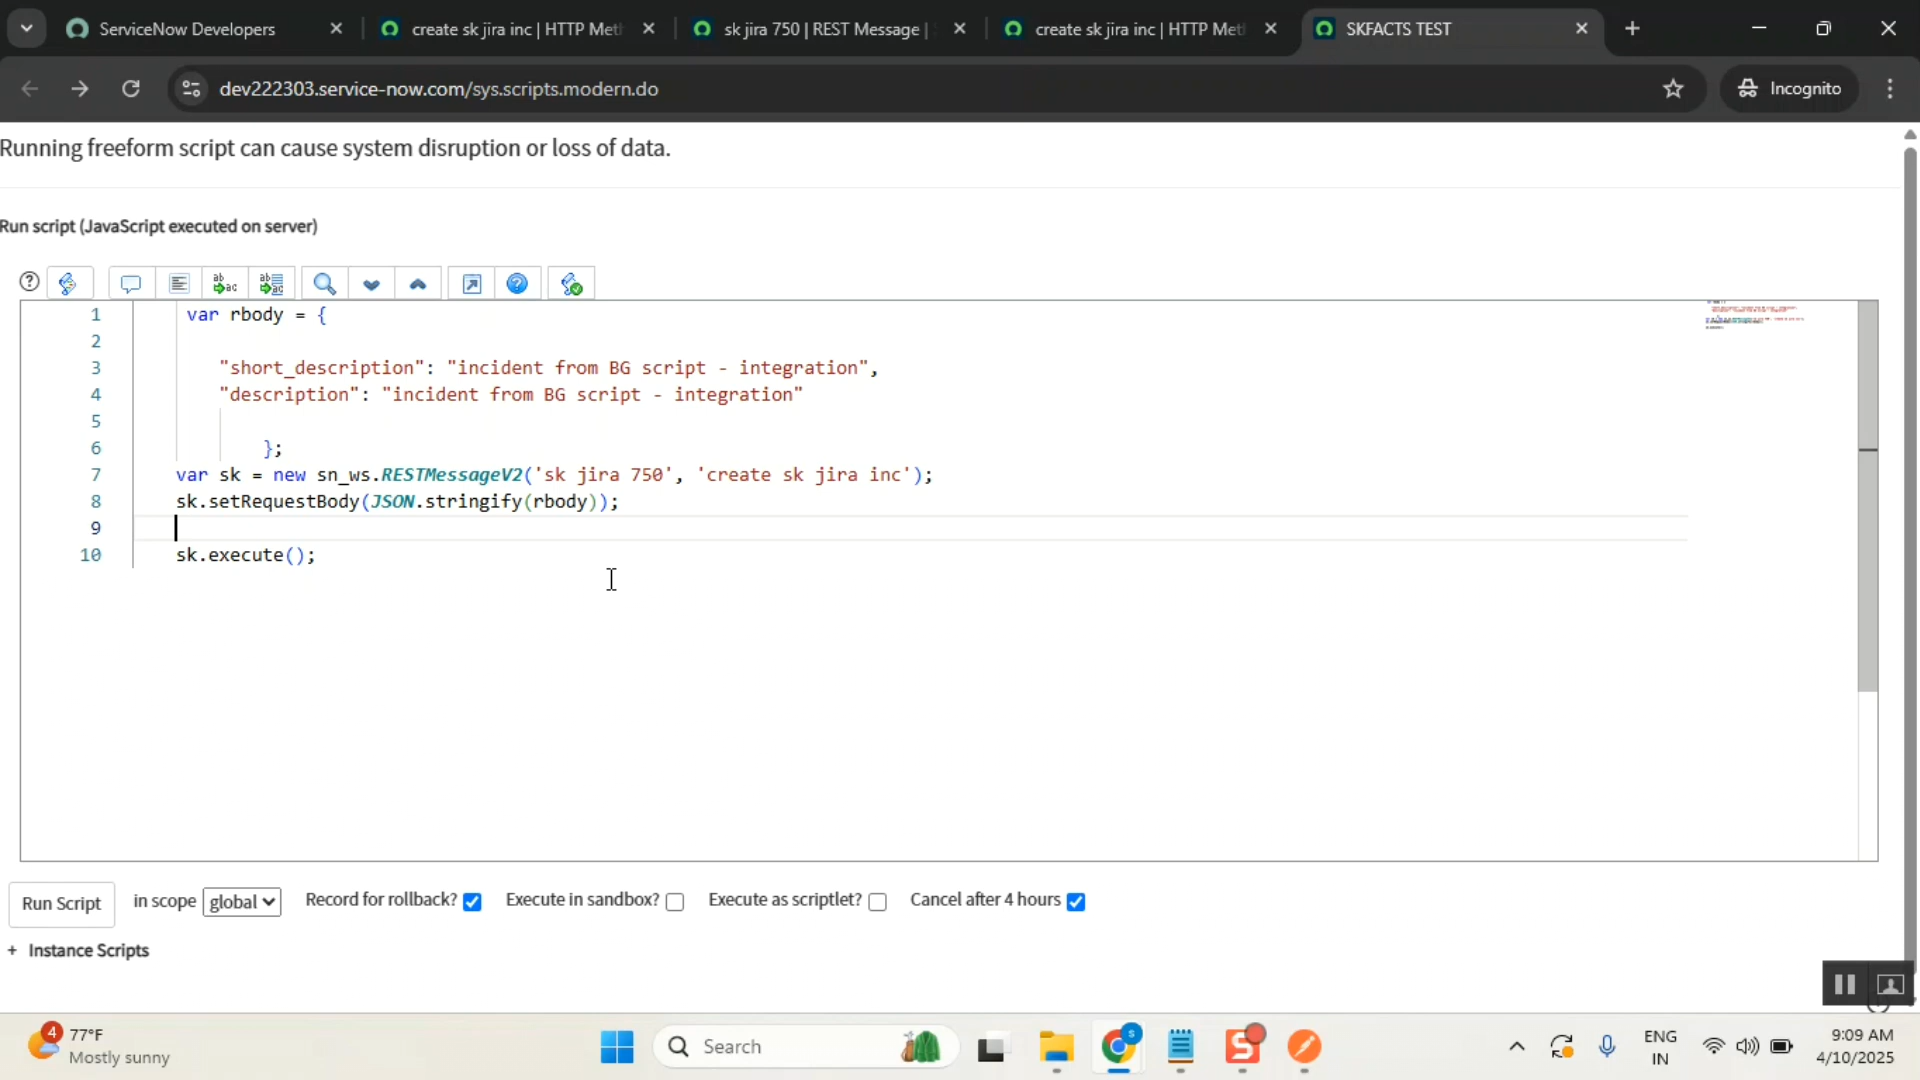 ServiceNow Developers
create sk jira inc | HTTP Met
sk jira 750 | REST Message |
create sk jira inc | HTTP Met
SKFACTS TEST
dev222303.service-now.com/sys.scripts.modern.do
Incognito
Running freeform script can cause system disruption or loss of data.
Run script (JavaScript executed on server)
1 var rbody = {
2
3 "short_description": "incident from BG script - integration",
4 "description": "incident from BG script - integration"
5
6 };
7 var sk = new sn_ws.RESTMessageV2('sk jira 750', 'create sk jira inc');
8 sk.setRequestBody(JSON.stringify(rbody));
9
10 sk.execute();
Run Script in scope global Record for rollback? Execute in sandbox? Execute as scriptlet? Cancel after 4 hours
+ Instance Scripts
4 77°F
Mostly sunny
Search
ENG
IN
9:09 AM
4/10/2025